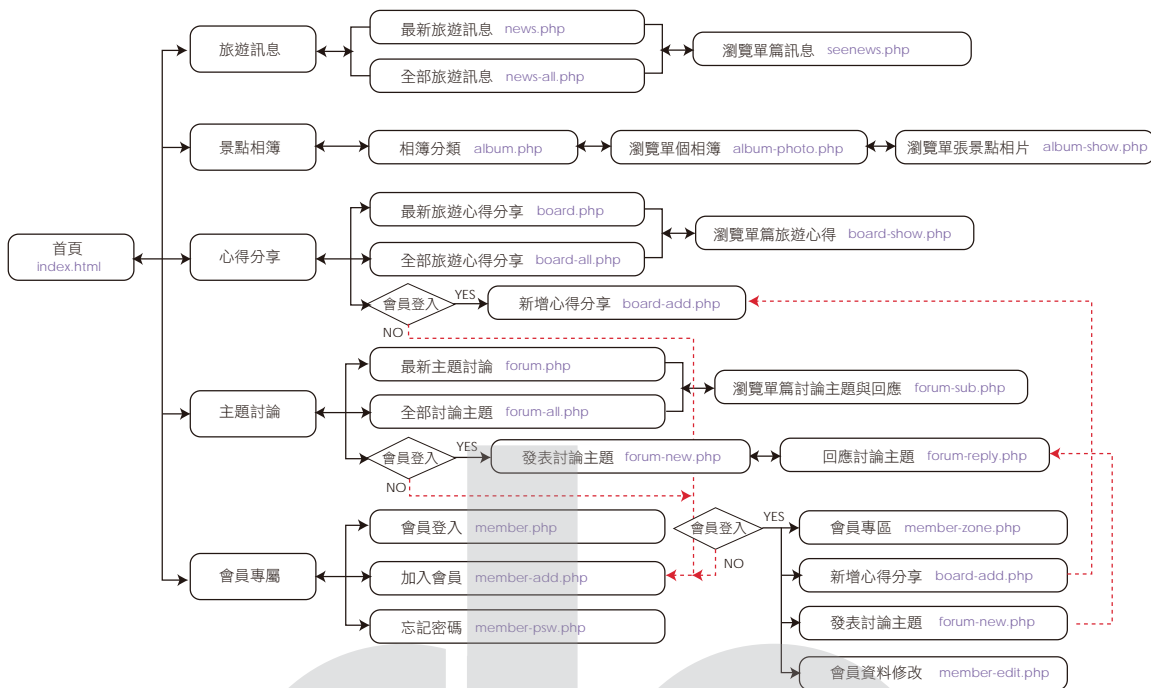 首頁
index.html
旅遊訊息
最新旅遊訊息 news.php
全部旅遊訊息 news-all.php
瀏覽單篇訊息 seenews.php
景點相簿
相簿分類 album.php
瀏覽單個相簿 album-photo.php
瀏覽單張景點相片 album-show.php
心得分享
最新旅遊心得分享 board.php
全部旅遊心得分享 board-all.php
瀏覽單篇旅遊心得 board-show.php
會員登入
YES
新增心得分享 board-add.php
NO
主題討論
最新主題討論 forum.php
全部討論主題 forum-all.php
瀏覽單篇討論主題與回應 forum-sub.php
會員登入
YES
發表討論主題 forum-new.php
回應討論主題 forum-reply.php
NO
會員專屬
會員登入 member.php
加入會員 member-add.php
忘記密碼 member-psw.php
會員登入
YES
NO
會員專區 member-zone.php
新增心得分享 board-add.php
發表討論主題 forum-new.php
會員資料修改 member-edit.php